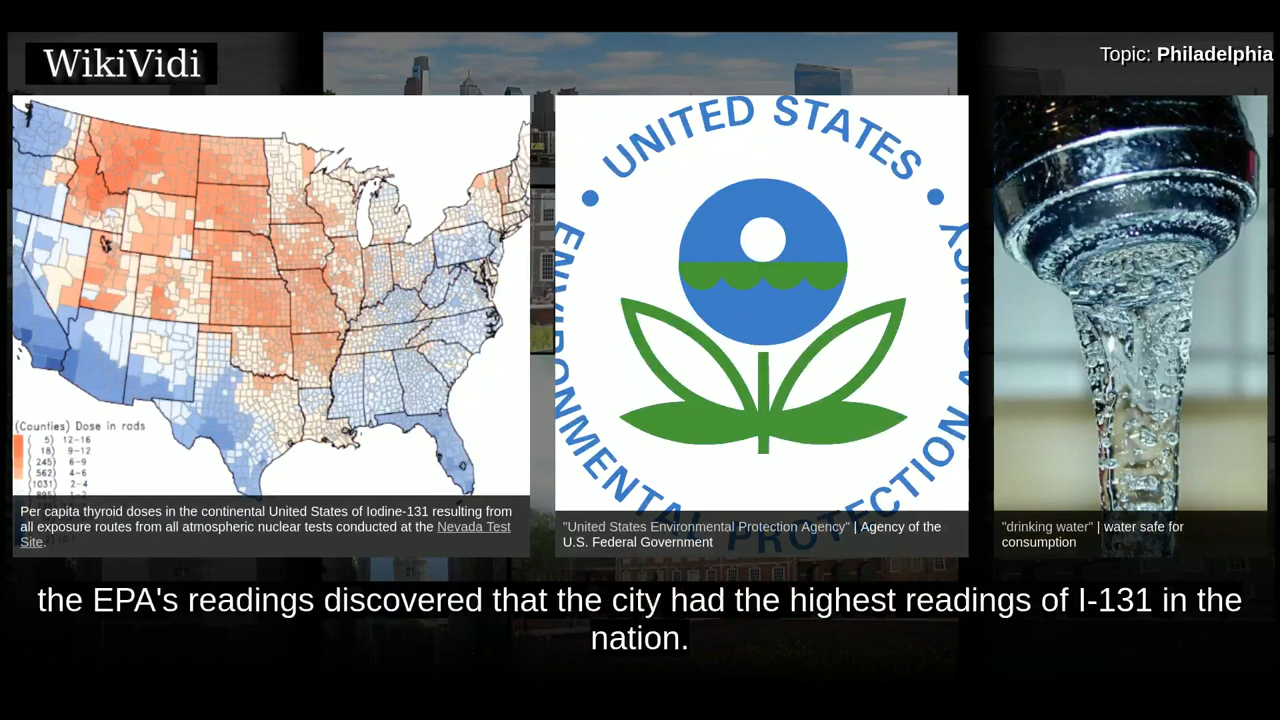 WikiVidi
Topic: Philadelphia
(Counties) Dose in rads
( 5) 12-16
( 18) 9-12
( 245) 6-9
( 562) 4-6
(1031) 2-4
Per capita thyroid doses in the continental United States of Iodine-131 resulting from
all exposure routes from all atmospheric nuclear tests conducted at the Nevada Test
Site.
UNITED STATES
ENVIRONMENTAL PROTECTION AGENCY
"United States Environmental Protection Agency" | Agency of the
U.S. Federal Government
"drinking water" | water safe for
consumption
the EPA's readings discovered that the city had the highest readings of I-131 in the
nation.